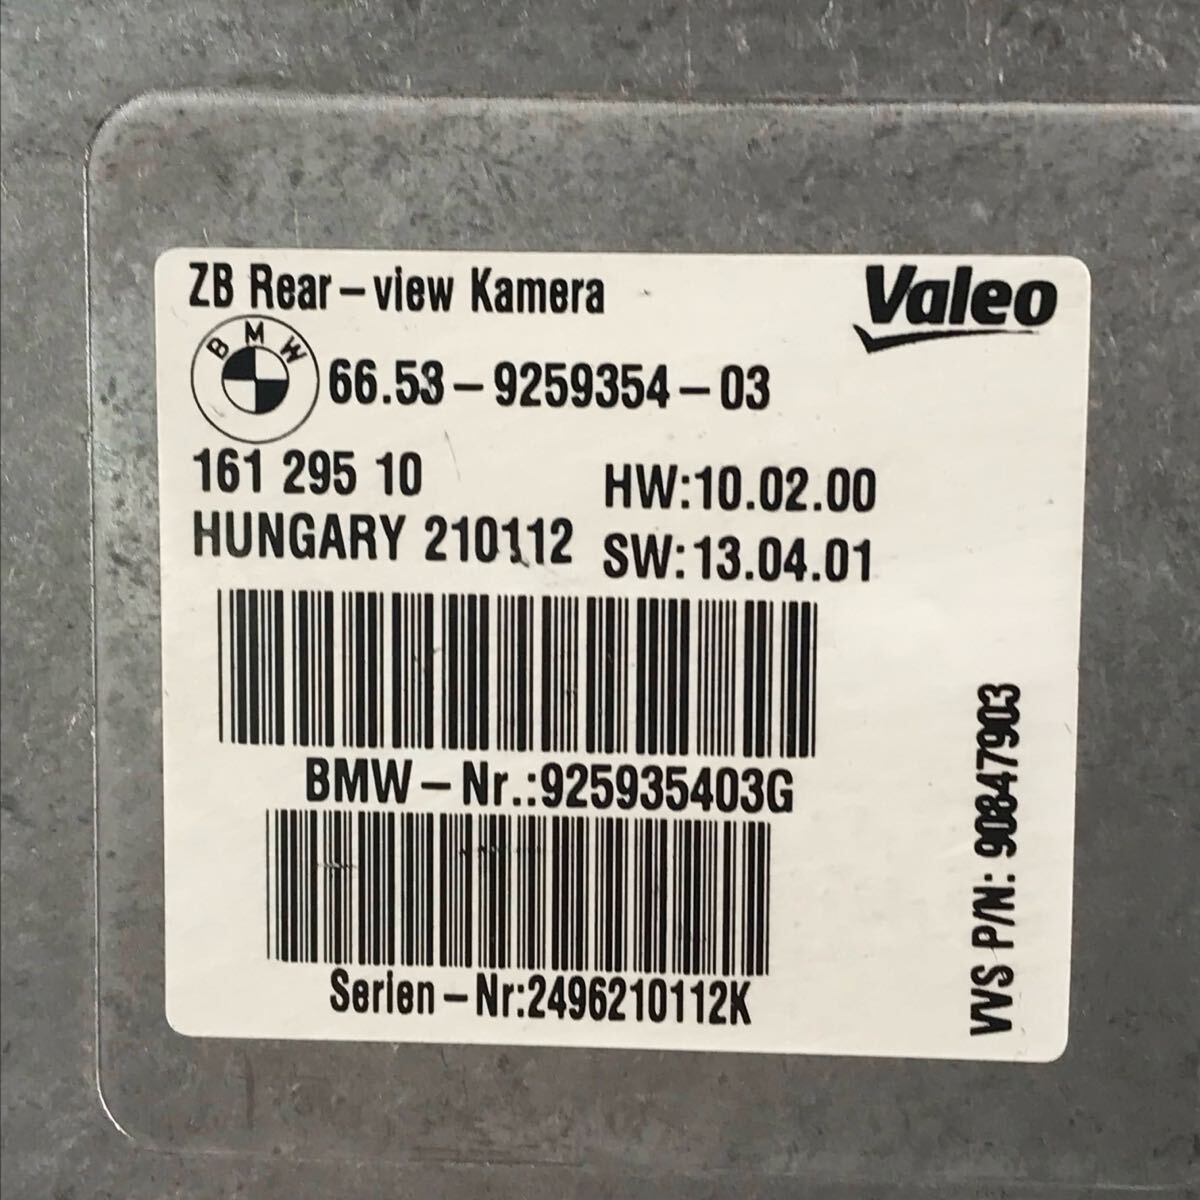 ZB Rear-view Kamera
Valeo
BMW
66.53-9259354-03
161 295 10
HW:10.02.00
HUNGARY 210112
SW:13.04.01
BMW-Nr.:925935403G
Serien-Nr:2496210112K
VVS P/N: 90847903